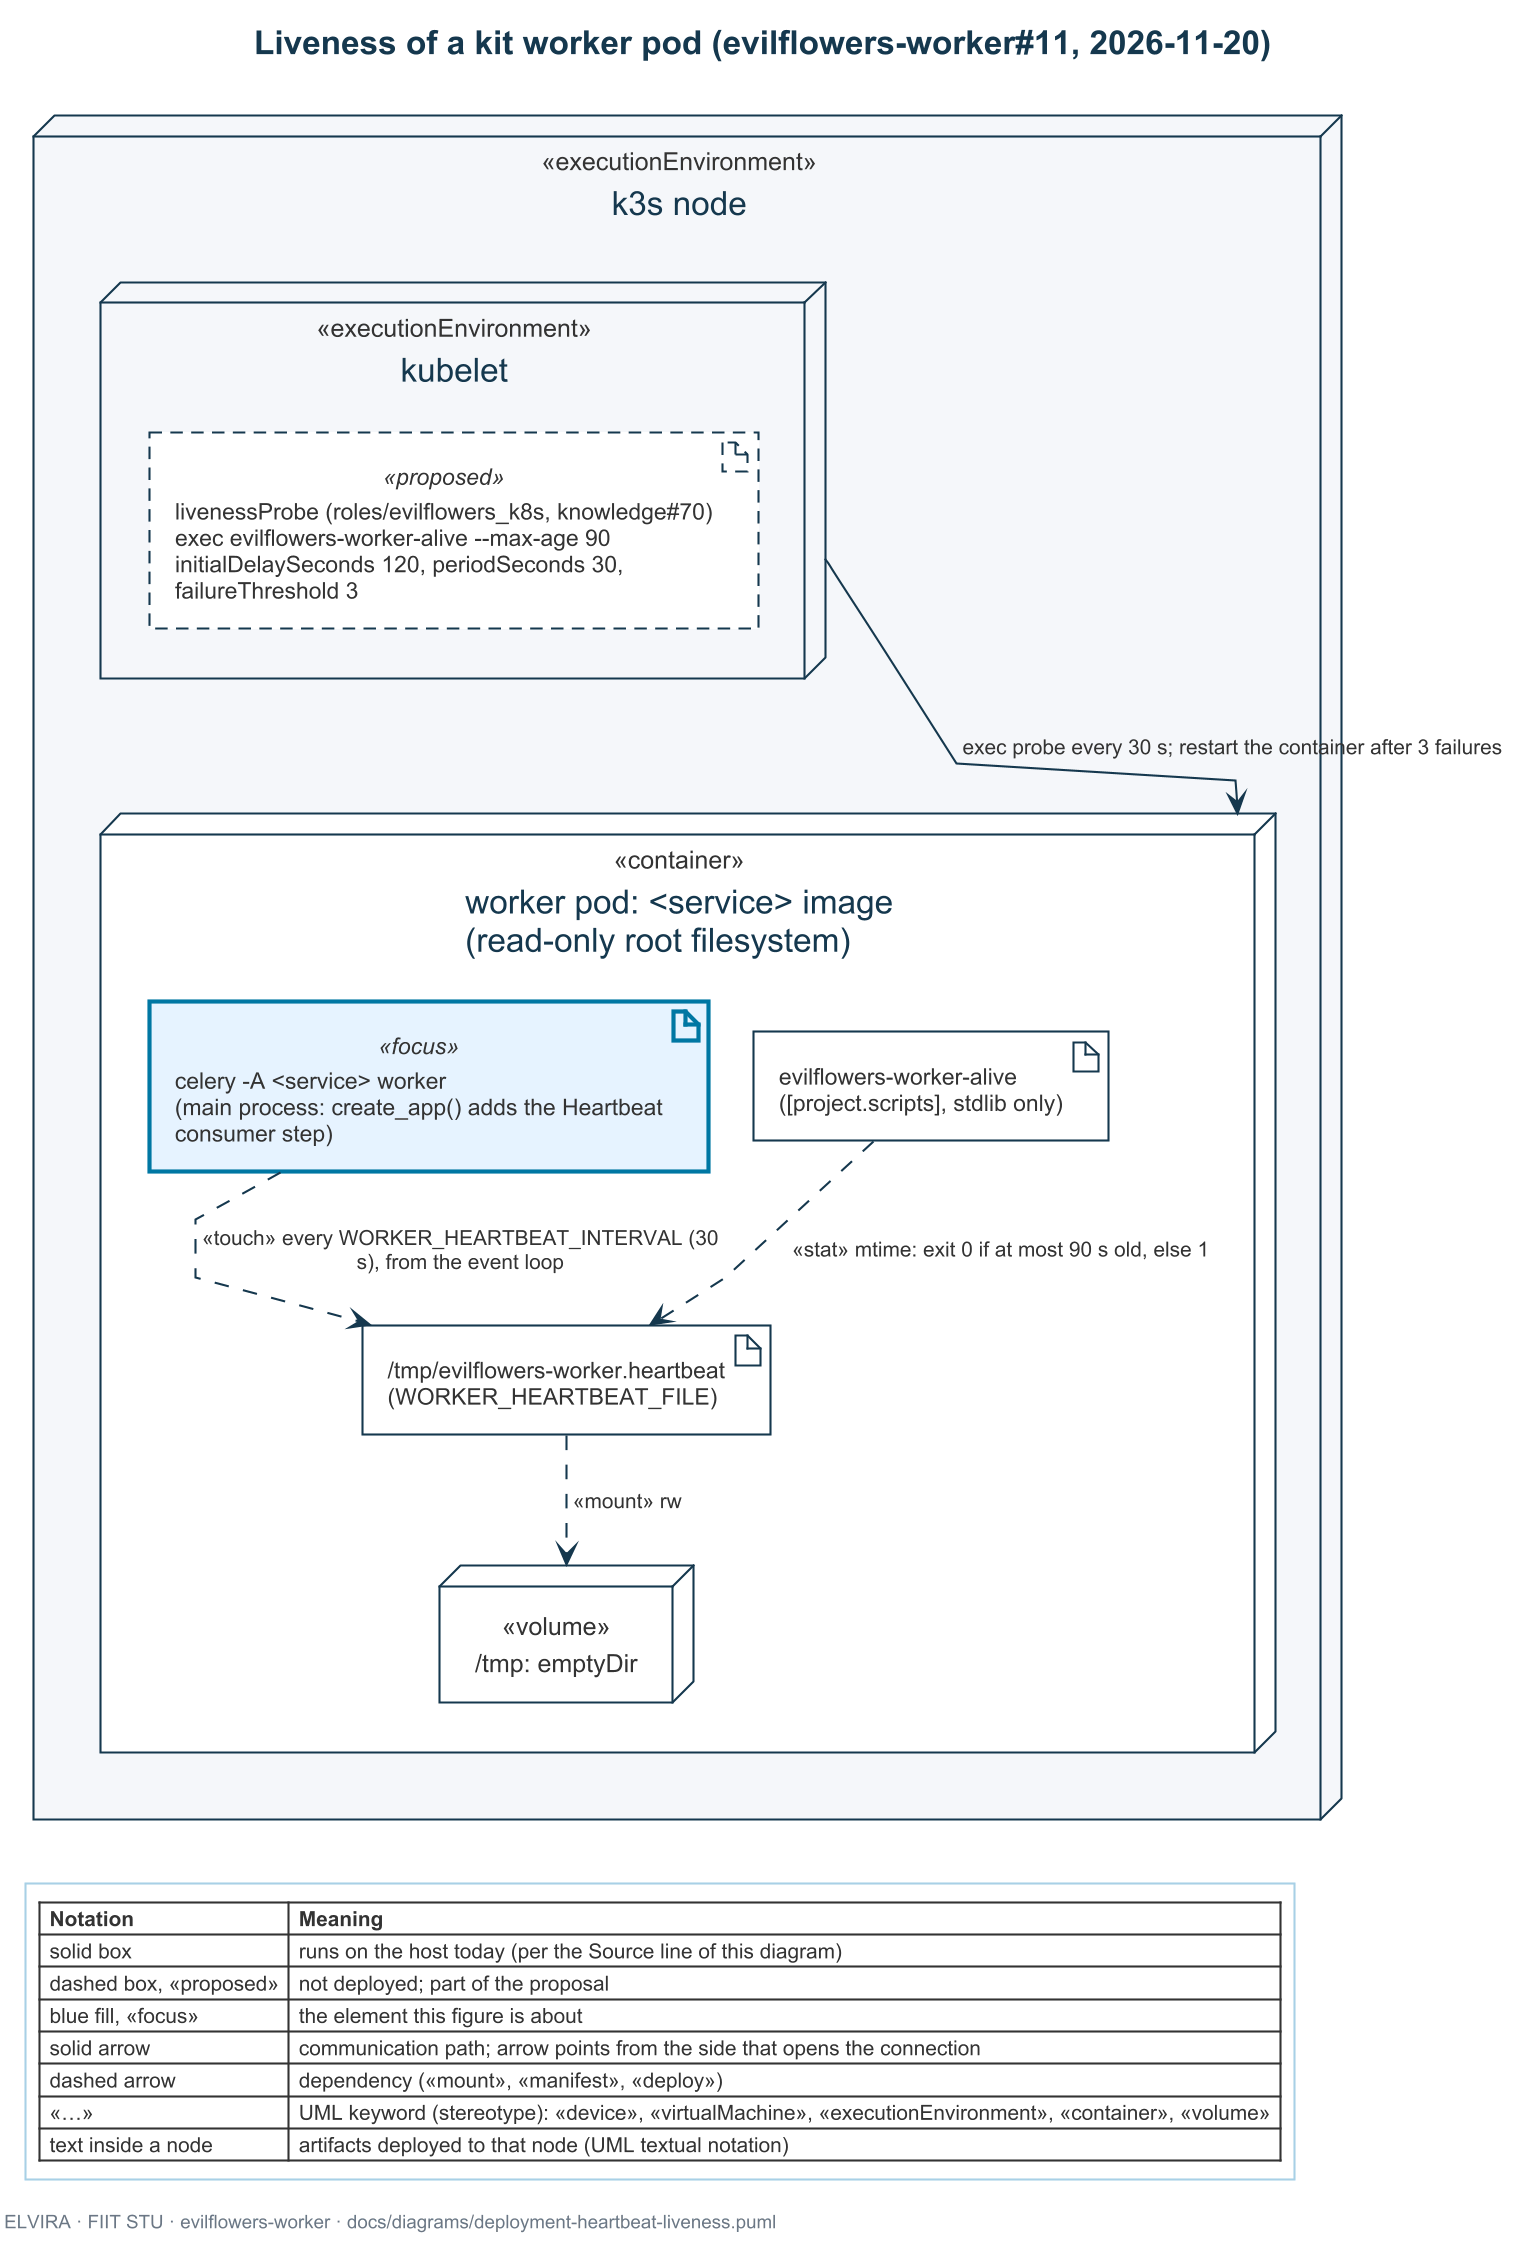 Liveness of a kit worker pod (evilflowers-worker#11, 2026-11-20)
«executionEnvironment»
k3s node
«executionEnvironment»
kubelet
«proposed»
livenessProbe (roles/evilflowers_k8s, knowledge#70)
exec evilflowers-worker-alive --max-age 90
initialDelaySeconds 120, periodSeconds 30,
failureThreshold 3
exec probe every 30 s; restart the container after 3 failures
«container»
worker pod: <service> image
(read-only root filesystem)
«focus»
celery -A <service> worker
(main process: create_app() adds the Heartbeat
consumer step)
evilflowers-worker-alive
([project.scripts], stdlib only)
«touch» every WORKER_HEARTBEAT_INTERVAL (30
s), from the event loop
«stat» mtime: exit 0 if at most 90 s old, else 1
/tmp/evilflowers-worker.heartbeat
(WORKER_HEARTBEAT_FILE)
«mount» rw
«volume»
/tmp: emptyDir
Notation Meaning
solid box runs on the host today (per the Source line of this diagram)
dashed box, «proposed» not deployed; part of the proposal
blue fill, «focus» the element this figure is about
solid arrow communication path; arrow points from the side that opens the connection
dashed arrow dependency («mount», «manifest», «deploy»)
«…» UML keyword (stereotype): «device», «virtualMachine», «executionEnvironment», «container», «volume»
text inside a node artifacts deployed to that node (UML textual notation)
ELVIRA · FIIT STU · evilflowers-worker · docs/diagrams/deployment-heartbeat-liveness.puml